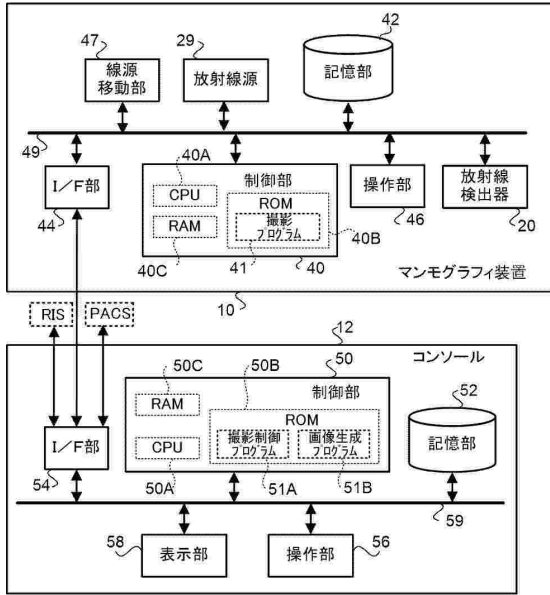 47
29
42
線源
移動部
放射線源
記憶部
49
I/F部
44
40A
制御部
CPU
ROM
RAM
撮影
プログラム
40B
40C
41
40
操作部
46
放射線
検出器
20
マンモグラフィ装置
10
RIS
PACS
12
コンソール
50C
50B
50
制御部
52
RAM
ROM
CPU
撮影制御
プログラム
画像生成
プログラム
記憶部
I/F部
54
50A
51A
51B
59
58
表示部
操作部
56